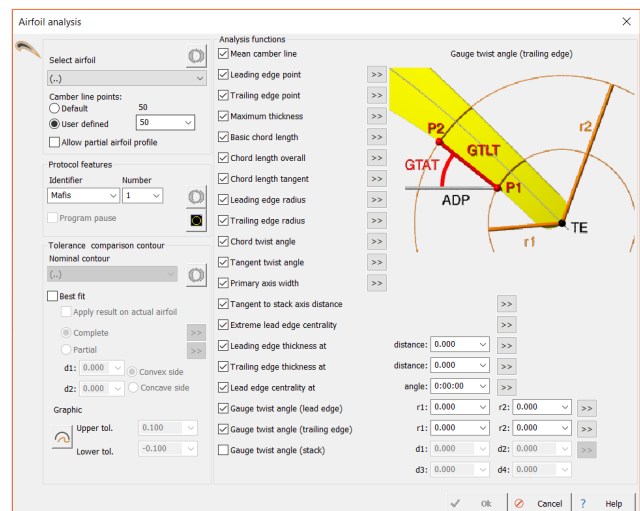 Airfoil analysis
Select airfoil
(..)
Camber line points:
Default 50
User defined 50
Allow partial airfoil profile
Protocol features
Identifier Number
Mafis 1
Program pause
Tolerance comparison contour
Nominal contour
(..)
Best fit
Apply result on actual airfoil
Complete >>
Partial >>
d1: 0.000 Convex side
d2: 0.000 Concave side
Graphic
Upper tol. 0.100
Lower tol. -0.100
Analysis functions
Mean camber line
Leading edge point >>
Trailing edge point >>
Maximum thickness >>
Basic chord length >>
Chord length overall >>
Chord length tangent >>
Leading edge radius >>
Trailing edge radius >>
Chord twist angle >>
Tangent twist angle >>
Primary axis width >>
Tangent to stack axis distance >>
Extreme lead edge centrality >>
Leading edge thickness at distance: 0.000 >>
Trailing edge thickness at distance: 0.000 >>
Lead edge centrality at angle: 0:00:00 >>
Gauge twist angle (lead edge) r1: 0.000 r2: 0.000 >>
Gauge twist angle (trailing edge) r1: 0.000 r2: 0.000 >>
Gauge twist angle (stack) d1: 0.000 d2: 0.000 >>
d3: 0.000 d4: 0.000
Gauge twist angle (trailing edge)
P2
r2
GTLT
GTAT
P1
ADP
TE
r1
Ok Cancel ? Help